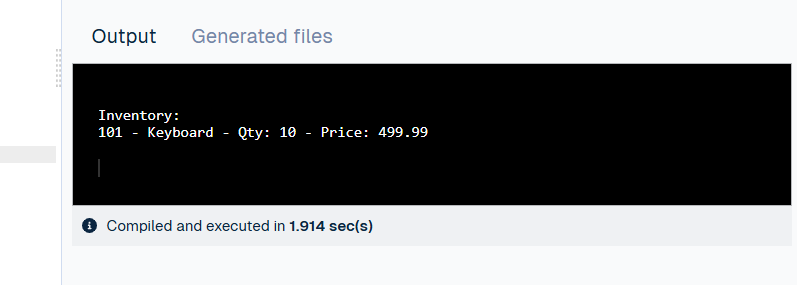 Output Generated files
Inventory:
101 - Keyboard - Qty: 10 - Price: 499.99
Compiled and executed in 1.914 sec(s)